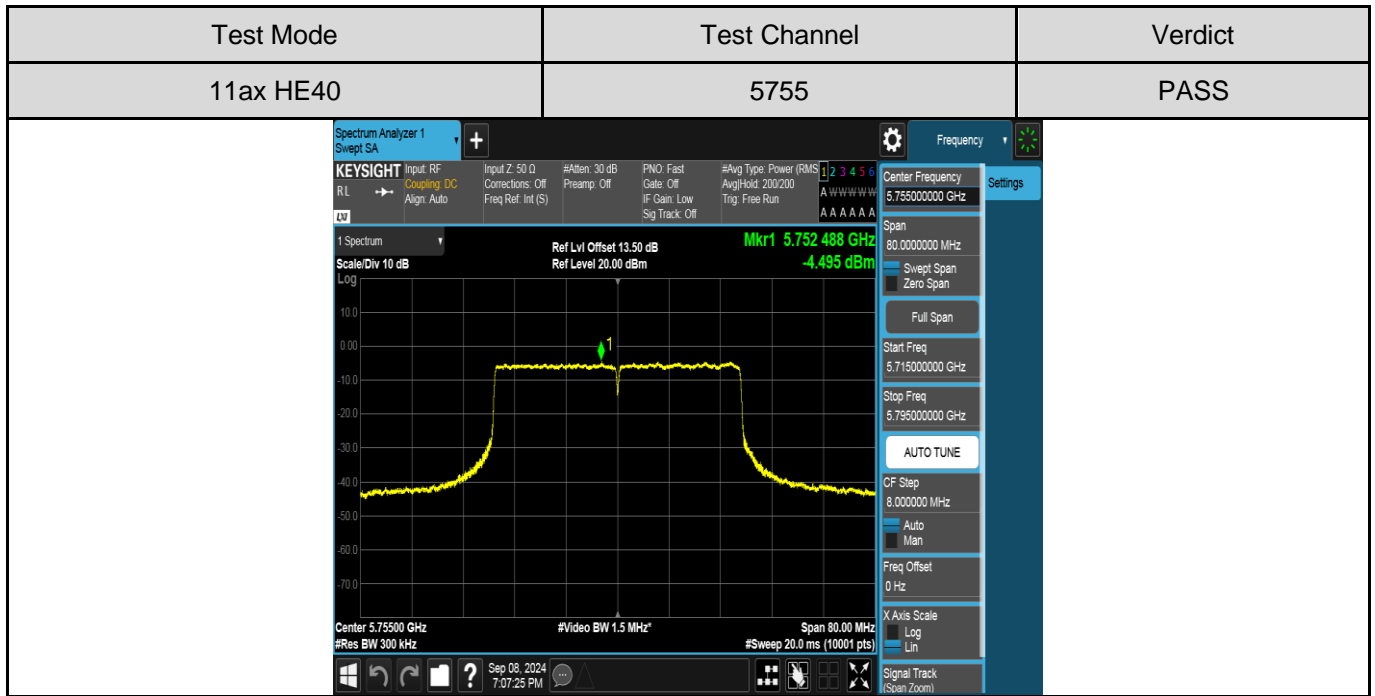 Test Mode Test Channel Verdict
11ax HE40 5755 PASS
Spectrum Analyzer 1
Swept SA
+
Frequency
KEYSIGHT
R L
LXI
Input: RF
Coupling: DC
Align: Auto
Input Z: 50 Ω
Corrections: Off
Freq Ref: Int (S)
#Atten: 30 dB
Preamp: Off
PNO: Fast
Gate: Off
IF Gain: Low
Sig Track: Off
#Avg Type: Power (RMS
Avg|Hold: 200/200
Trig: Free Run
1 2 3 4 5 6
A W W W W W
A A A A A A
1 Spectrum
Scale/Div 10 dB
Log
Ref Lvl Offset 13.50 dB
Ref Level 20.00 dBm
Mkr1 5.752 488 GHz
-4.495 dBm
10.0
0.00
-10.0
-20.0
-30.0
-40.0
-50.0
-60.0
-70.0
1
Center 5.75500 GHz
#Res BW 300 kHz
#Video BW 1.5 MHz*
Span 80.00 MHz
#Sweep 20.0 ms (10001 pts)
?
Sep 08, 2024
7:07:25 PM
Center Frequency
5.755000000 GHz
Settings
Span
80.0000000 MHz
Swept Span
Zero Span
Full Span
Start Freq
5.715000000 GHz
Stop Freq
5.795000000 GHz
AUTO TUNE
CF Step
8.000000 MHz
Auto
Man
Freq Offset
0 Hz
X Axis Scale
Log
Lin
Signal Track
(Span Zoom)